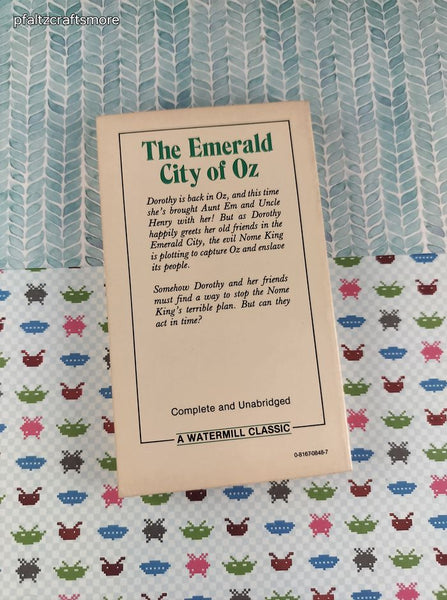 pfaltzcraftsmore
The Emerald
City of Oz
Dorothy is back in Oz, and this time
she's brought Aunt Em and Uncle
Henry with her! But as Dorothy
happily greets her old friends in the
Emerald City, the evil Nome King
is plotting to capture Oz and enslave
its people.
Somehow Dorothy and her friends
must find a way to stop the Nome
King's terrible plan. But can they
act in time?
Complete and Unabridged
A WATERMILL CLASSIC
0-8167-0846-7